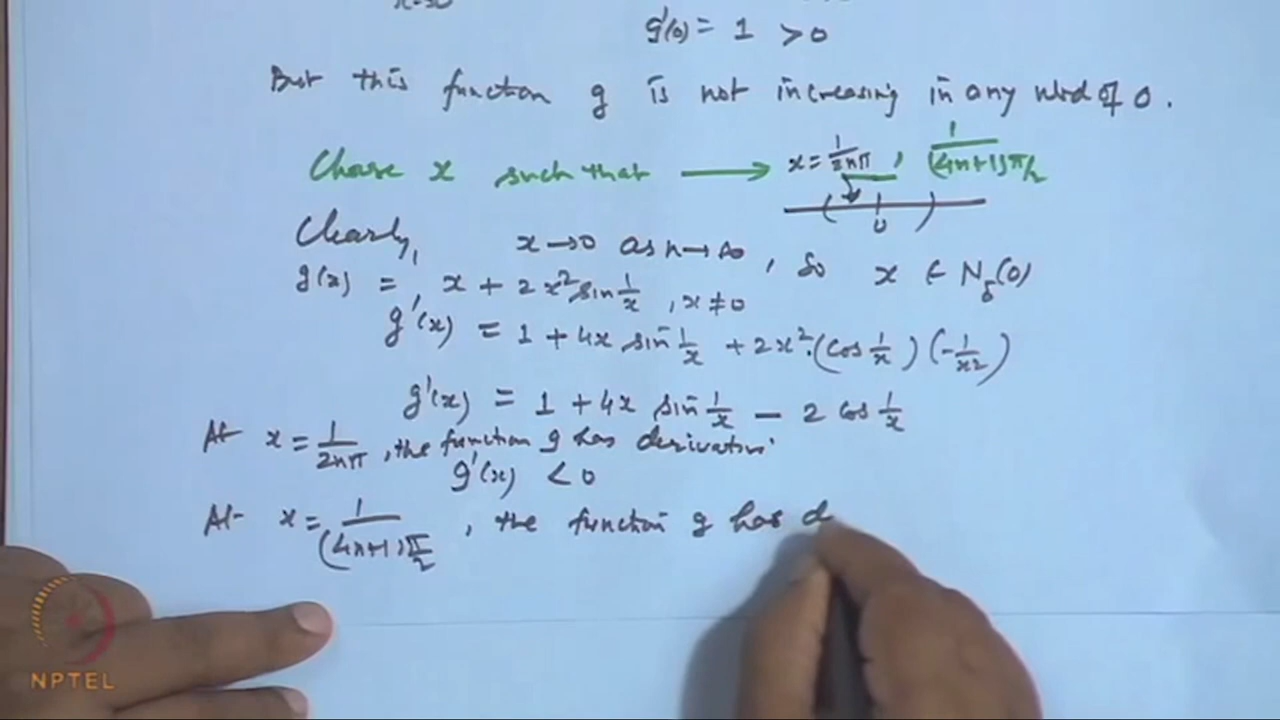 g'(0) = 1 > 0
But this function g is not increasing in any nbd of 0.
Choose x such that → x = 1/2nπ , 1/(4n+1)π/2
( 0 )
Clearly, x → 0 as n → ∞ , so x ∈ N_δ(0)
g(x) = x + 2x² sin 1/x , x ≠ 0
g'(x) = 1 + 4x sin 1/x + 2x².(cos 1/x)(-1/x2)
g'(x) = 1 + 4x sin 1/x - 2 cos 1/x
At x = 1/2nπ , the function g has derivative
g'(x) < 0
At x = 1/(4n+1)π/2 , the function g has d
NPTEL